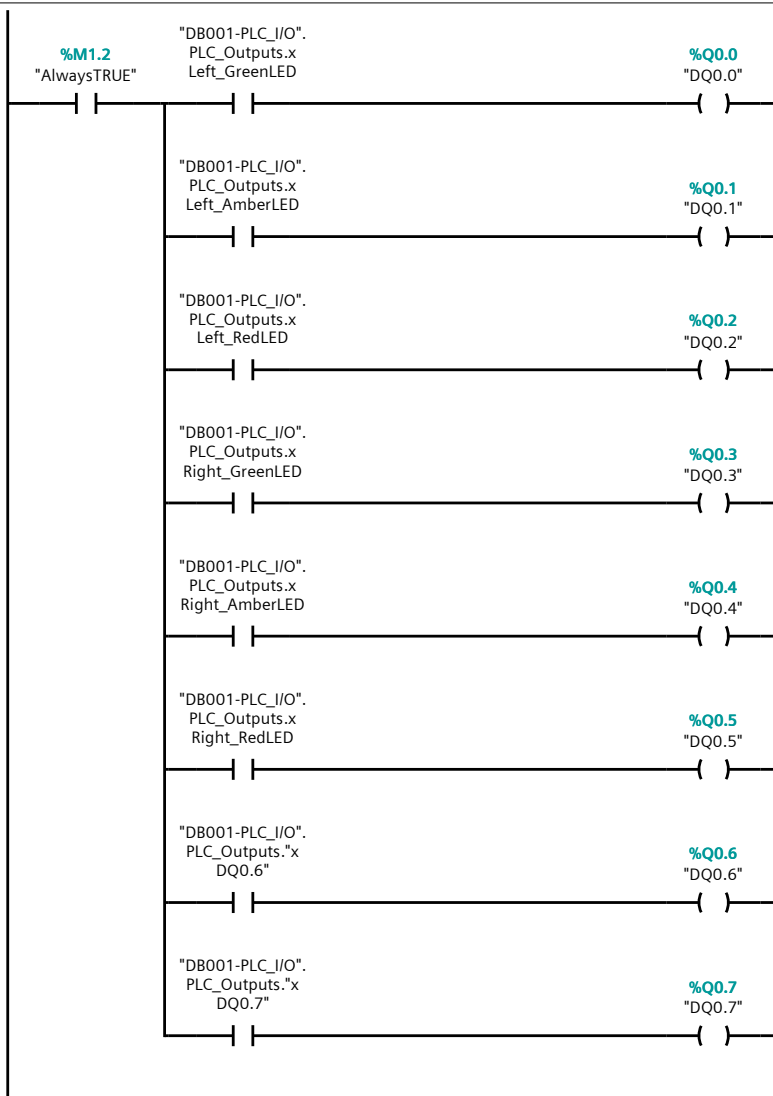 "DB001-PLC_I/O".
PLC_Outputs.x
Left_GreenLED
%M1.2
"AlwaysTRUE"
%Q0.0
"DQ0.0"
"DB001-PLC_I/O".
PLC_Outputs.x
Left_AmberLED
%Q0.1
"DQ0.1"
"DB001-PLC_I/O".
PLC_Outputs.x
Left_RedLED
%Q0.2
"DQ0.2"
"DB001-PLC_I/O".
PLC_Outputs.x
Right_GreenLED
%Q0.3
"DQ0.3"
"DB001-PLC_I/O".
PLC_Outputs.x
Right_AmberLED
%Q0.4
"DQ0.4"
"DB001-PLC_I/O".
PLC_Outputs.x
Right_RedLED
%Q0.5
"DQ0.5"
"DB001-PLC_I/O".
PLC_Outputs."x
DQ0.6"
%Q0.6
"DQ0.6"
"DB001-PLC_I/O".
PLC_Outputs."x
DQ0.7"
%Q0.7
"DQ0.7"